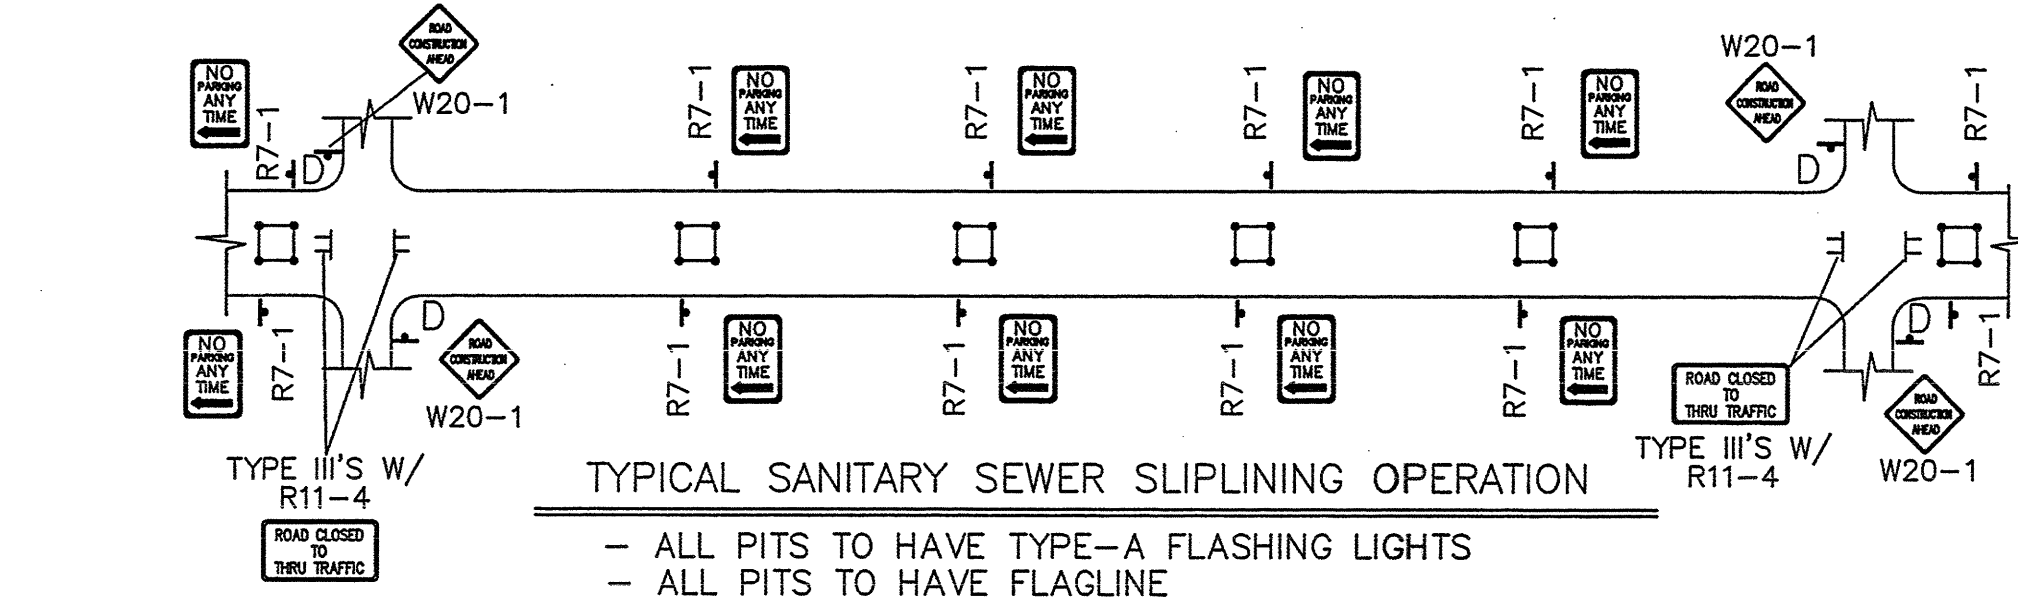 ROAD
CONSTRUCTION
AHEAD
W20-1
NO
PARKING
ANY
TIME
R7-1
D
R7-1
NO
PARKING
ANY
TIME
R7-1
NO
PARKING
ANY
TIME
R7-1
NO
PARKING
ANY
TIME
R7-1
NO
PARKING
ANY
TIME
W20-1
ROAD
CONSTRUCTION
AHEAD
D
R7-1
NO
PARKING
ANY
TIME
R7-1
D
ROAD
CONSTRUCTION
AHEAD
W20-1
R7-1
NO
PARKING
ANY
TIME
R7-1
NO
PARKING
ANY
TIME
R7-1
NO
PARKING
ANY
TIME
R7-1
NO
PARKING
ANY
TIME
D
R7-1
ROAD CLOSED
TO
THRU TRAFFIC
TYPE III'S W/
R11-4
ROAD
CONSTRUCTION
AHEAD
W20-1
TYPE III'S W/
R11-4
ROAD CLOSED
TO
THRU TRAFFIC
TYPICAL SANITARY SEWER SLIPLINING OPERATION
- ALL PITS TO HAVE TYPE-A FLASHING LIGHTS
- ALL PITS TO HAVE FLAGLINE